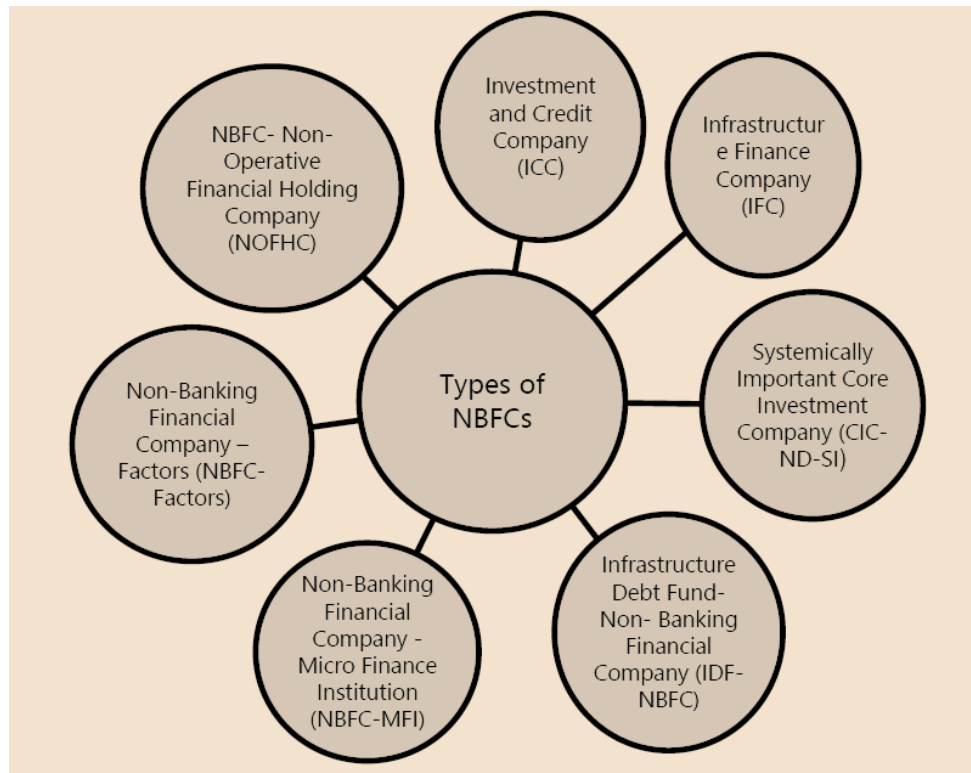 Types of
NBFCs
Investment
and Credit
Company
(ICC)
Infrastructur
e Finance
Company
(IFC)
Systemically
Important Core
Investment
Company (CIC-
ND-SI)
Infrastructure
Debt Fund-
Non- Banking
Financial
Company (IDF-
NBFC)
Non-Banking
Financial
Company -
Micro Finance
Institution
(NBFC-MFI)
Non-Banking
Financial
Company –
Factors (NBFC-
Factors)
NBFC- Non-
Operative
Financial Holding
Company
(NOFHC)